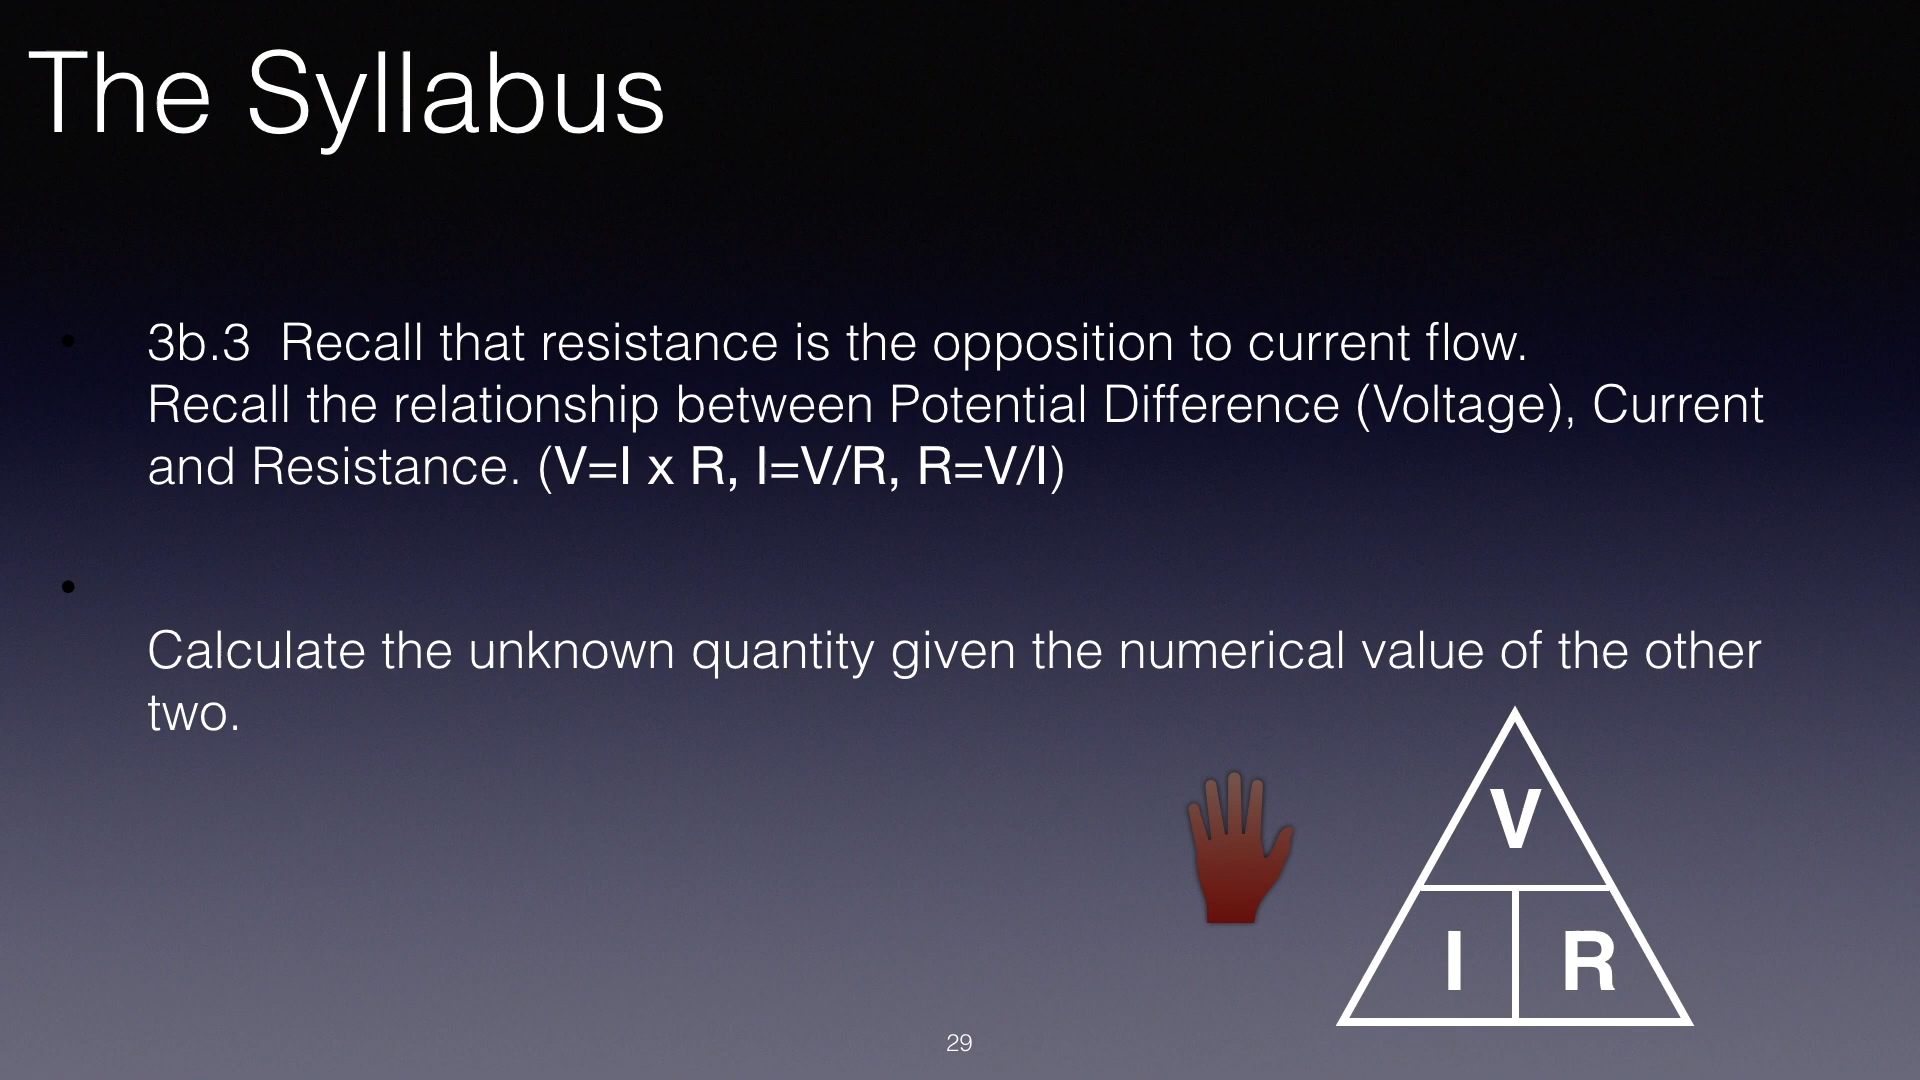 The Syllabus
• 3b.3  Recall that resistance is the opposition to current flow.
Recall the relationship between Potential Difference (Voltage), Current
and Resistance. (V=I x R, I=V/R, R=V/I)
•
Calculate the unknown quantity given the numerical value of the other
two.
V
I R
29